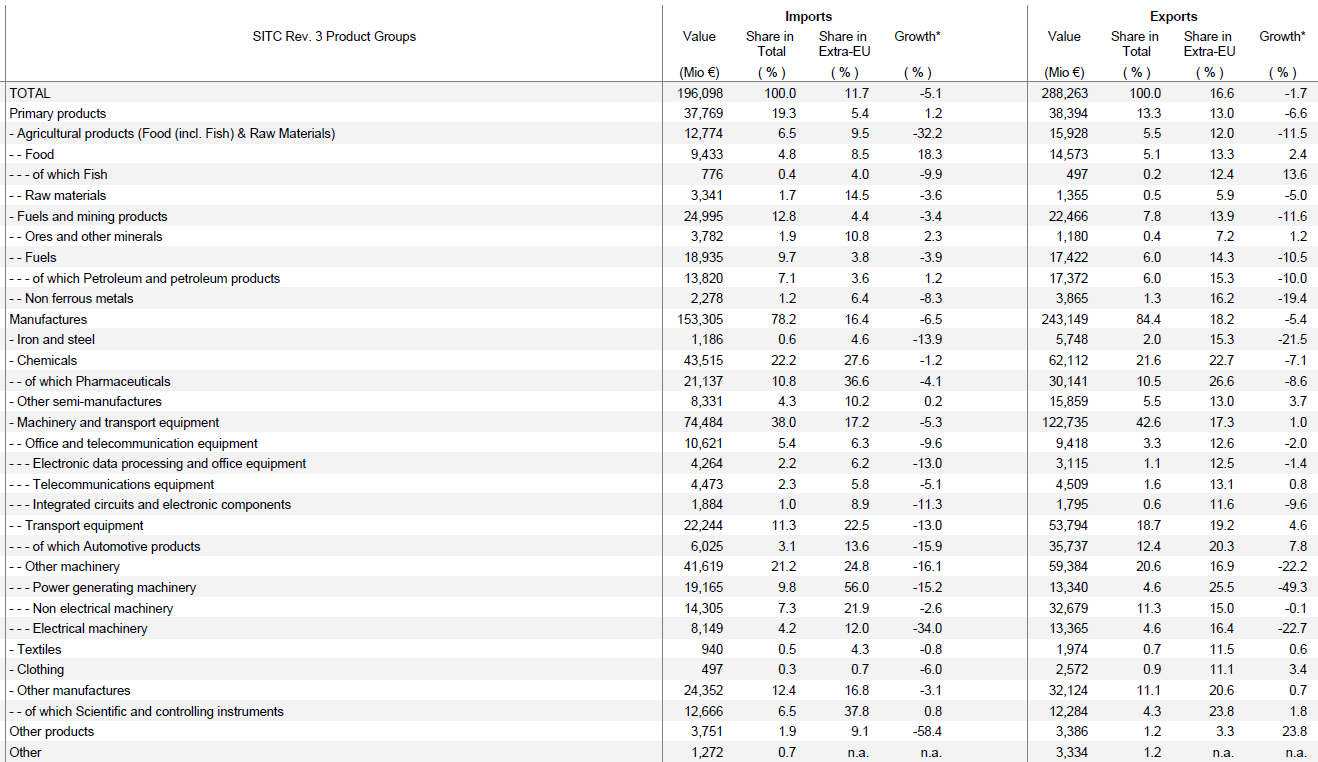 Imports Exports
SITC Rev. 3 Product Groups Value Share in Total Share in Extra-EU Growth* Value Share in Total Share in Extra-EU Growth*
(Mio €) ( % ) ( % ) ( % ) (Mio €) ( % ) ( % ) ( % )
TOTAL 196,098 100.0 11.7 -5.1 288,263 100.0 16.6 -1.7
Primary products 37,769 19.3 5.4 1.2 38,394 13.3 13.0 -6.6
- Agricultural products (Food (incl. Fish) & Raw Materials) 12,774 6.5 9.5 -32.2 15,928 5.5 12.0 -11.5
- - Food 9,433 4.8 8.5 18.3 14,573 5.1 13.3 2.4
- - - of which Fish 776 0.4 4.0 -9.9 497 0.2 12.4 13.6
- - Raw materials 3,341 1.7 14.5 -3.6 1,355 0.5 5.9 -5.0
- Fuels and mining products 24,995 12.8 4.4 -3.4 22,466 7.8 13.9 -11.6
- - Ores and other minerals 3,782 1.9 10.8 2.3 1,180 0.4 7.2 1.2
- - Fuels 18,935 9.7 3.8 -3.9 17,422 6.0 14.3 -10.5
- - - of which Petroleum and petroleum products 13,820 7.1 3.6 1.2 17,372 6.0 15.3 -10.0
- - Non ferrous metals 2,278 1.2 6.4 -8.3 3,865 1.3 16.2 -19.4
Manufactures 153,305 78.2 16.4 -6.5 243,149 84.4 18.2 -5.4
- Iron and steel 1,186 0.6 4.6 -13.9 5,748 2.0 15.3 -21.5
- Chemicals 43,515 22.2 27.6 -1.2 62,112 21.6 22.7 -7.1
- - of which Pharmaceuticals 21,137 10.8 36.6 -4.1 30,141 10.5 26.6 -8.6
- Other semi-manufactures 8,331 4.3 10.2 0.2 15,859 5.5 13.0 3.7
- Machinery and transport equipment 74,484 38.0 17.2 -5.3 122,735 42.6 17.3 1.0
- - Office and telecommunication equipment 10,621 5.4 6.3 -9.6 9,418 3.3 12.6 -2.0
- - - Electronic data processing and office equipment 4,264 2.2 6.2 -13.0 3,115 1.1 12.5 -1.4
- - - Telecommunications equipment 4,473 2.3 5.8 -5.1 4,509 1.6 13.1 0.8
- - - Integrated circuits and electronic components 1,884 1.0 8.9 -11.3 1,795 0.6 11.6 -9.6
- - Transport equipment 22,244 11.3 22.5 -13.0 53,794 18.7 19.2 4.6
- - - of which Automotive products 6,025 3.1 13.6 -15.9 35,737 12.4 20.3 7.8
- - Other machinery 41,619 21.2 24.8 -16.1 59,384 20.6 16.9 -22.2
- - - Power generating machinery 19,165 9.8 56.0 -15.2 13,340 4.6 25.5 -49.3
- - - Non electrical machinery 14,305 7.3 21.9 -2.6 32,679 11.3 15.0 -0.1
- - - Electrical machinery 8,149 4.2 12.0 -34.0 13,365 4.6 16.4 -22.7
- Textiles 940 0.5 4.3 -0.8 1,974 0.7 11.5 0.6
- Clothing 497 0.3 0.7 -6.0 2,572 0.9 11.1 3.4
- Other manufactures 24,352 12.4 16.8 -3.1 32,124 11.1 20.6 0.7
- - of which Scientific and controlling instruments 12,666 6.5 37.8 0.8 12,284 4.3 23.8 1.8
Other products 3,751 1.9 9.1 -58.4 3,386 1.2 3.3 23.8
Other 1,272 0.7 n.a. n.a. 3,334 1.2 n.a. n.a.